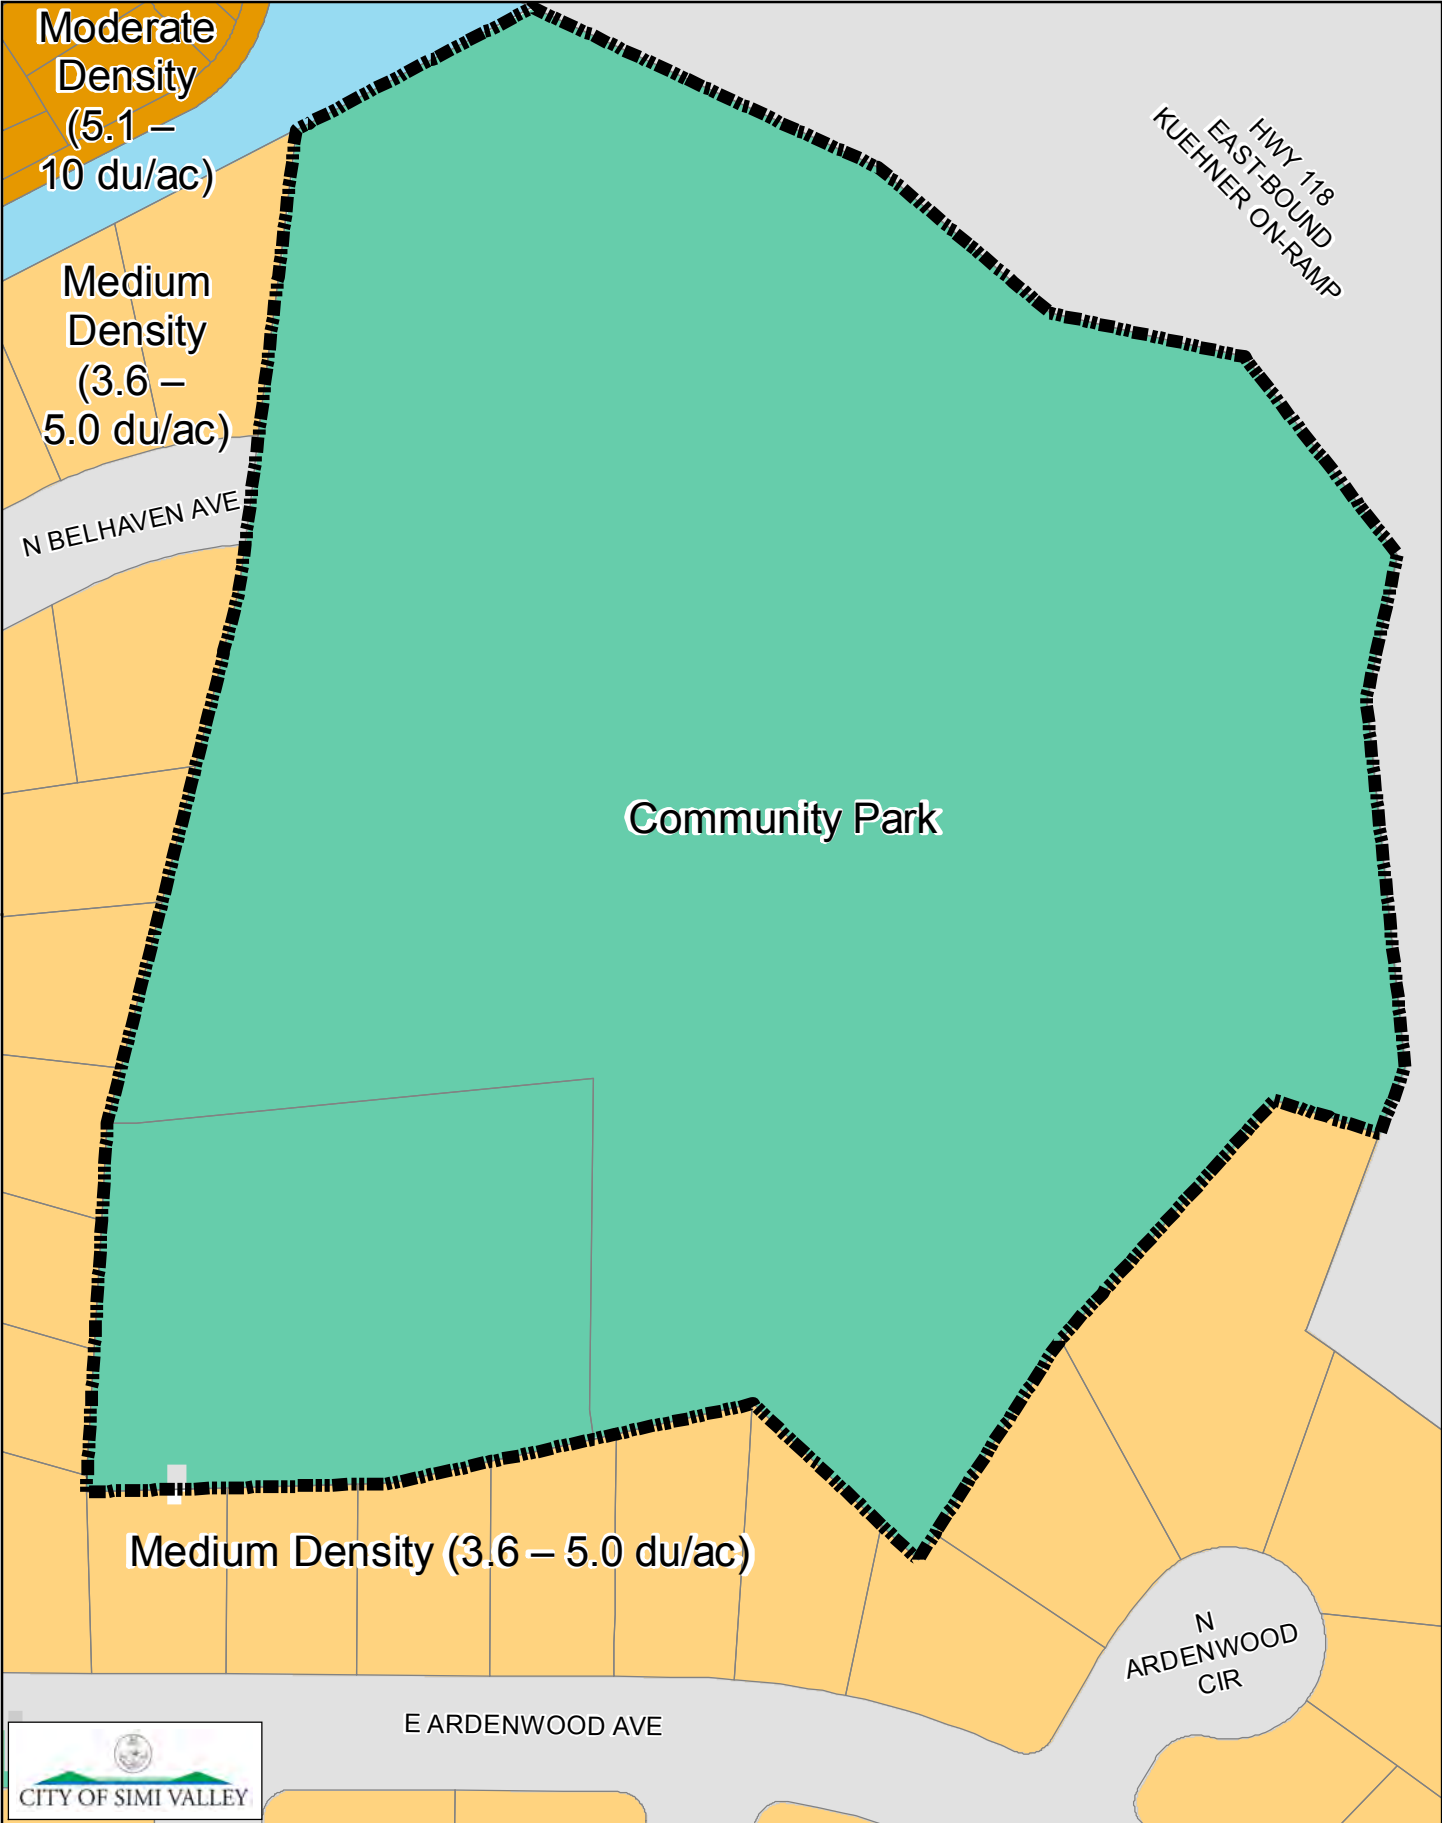 Moderate
Density
(5.1 –
10 du/ac)
HWY 118
EAST-BOUND
KUEHNER ON-RAMP
Medium
Density
(3.6 –
5.0 du/ac)
N BELHAVEN AVE
Community Park
Medium Density (3.6 – 5.0 du/ac)
N
ARDENWOOD
CIR
E ARDENWOOD AVE
CITY OF SIMI VALLEY